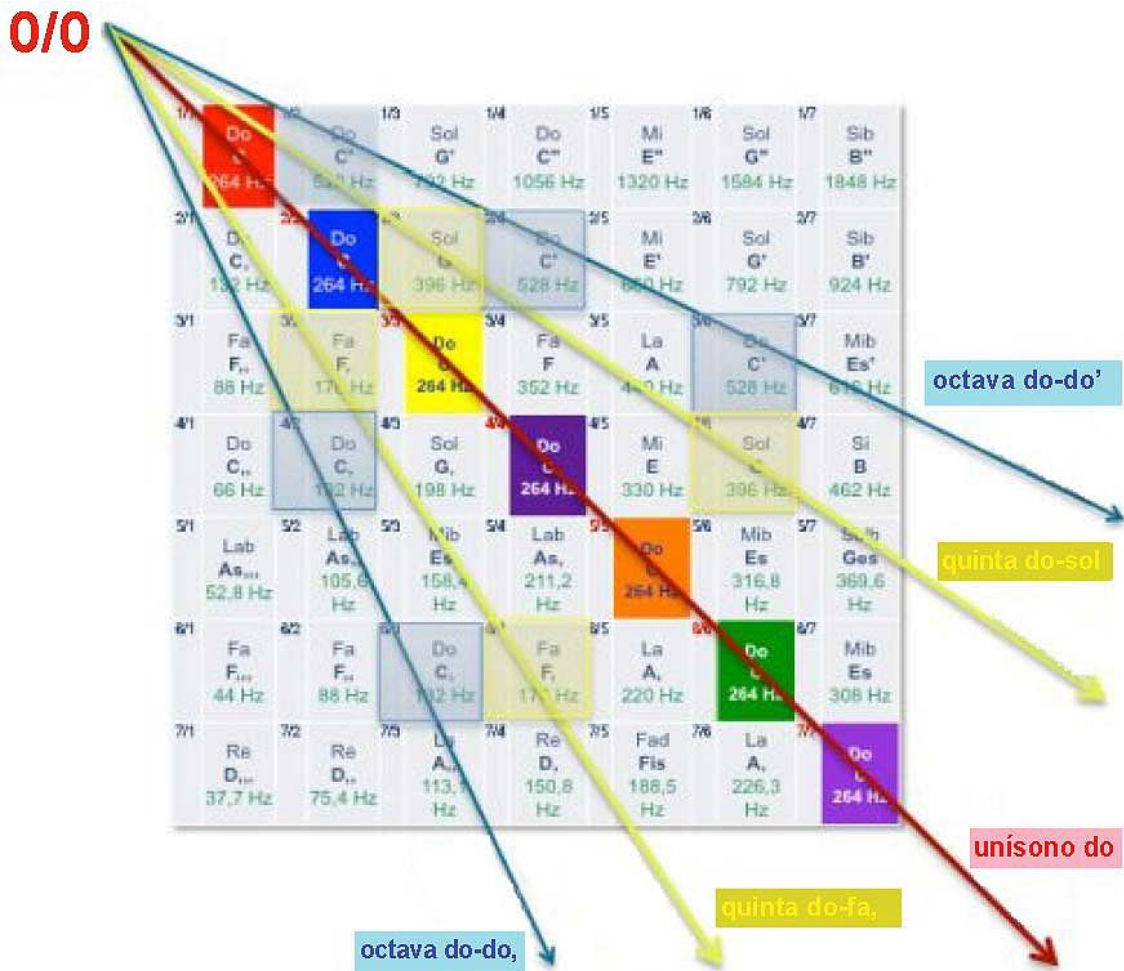 0/0
1/3 1/4 1/5 1/6 1/7
Do Do Sol Do Mi Sol Sib
C' G' C'' E'' G'' B''
264 Hz 1056 Hz 1320 Hz 1584 Hz 1848 Hz
2/1 2/5 2/6 2/7
Do Sol Do Mi Sol Sib
C, C' E' G' B'
264 Hz 396 Hz 528 Hz 792 Hz 924 Hz
3/1 3/3 3/4 3/5 3/7
Fa Fa Do Fa La Do Mib
F,, F, F A C' Es'
88 Hz 264 Hz 352 Hz 528 Hz
octava do-do'
4/1 4/3 4/4 4/5 4/7
Do Do Sol Do Mi Sol Si
C,, C, G, E B
66 Hz 198 Hz 264 Hz 330 Hz 396 Hz 462 Hz
5/1 5/2 5/3 5/4 5/5 5/6 5/7
Lab Lab Mib Lab Do Mib
As,,, Es As, Es Ges
52,8 Hz 105,6 158,4 211,2 264 Hz 316,8 369,6
Hz Hz Hz Hz Hz
quinta do-sol
6/1 6/2 6/5 6/6 6/7
Fa Fa Do Fa La Do Mib
F,,, F,, C, F, A, Es
44 Hz 88 Hz 220 Hz 264 Hz 308 Hz
7/1 7/2 7/3 7/4 7/5 7/6
Re Re La Re Fad La Do
D,,, D,, D, Fis A,
37,7 Hz 75,4 Hz 150,8 188,5 226,3 264 Hz
Hz Hz Hz Hz
unísono do
quinta do-fa,
octava do-do,